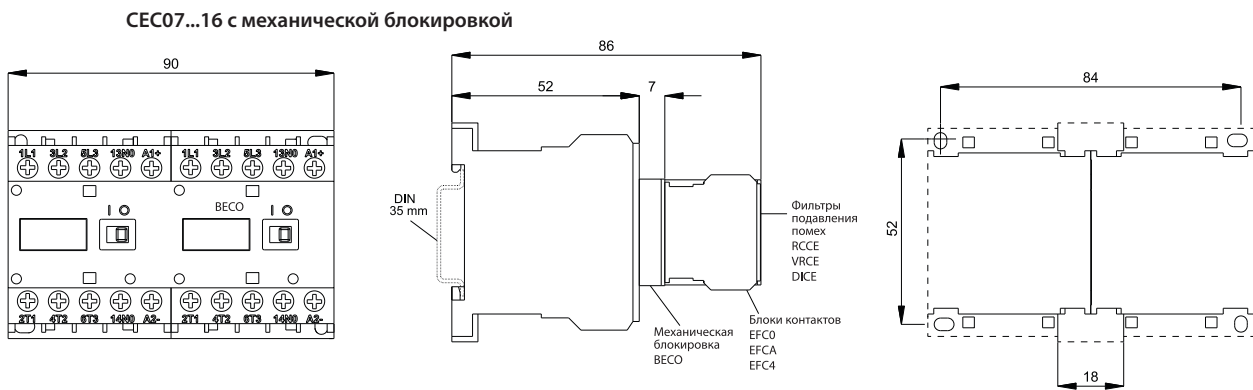 CEC07...16 с механической блокировкой
90
1L1 3L2 5L3 13NO A1+ 1L1 3L2 5L3 13NO A1+
BECO
I O
I O
2T1 4T2 6T3 14NO A2- 2T1 4T2 6T3 14NO A2-
86
52
7
DIN
35 mm
Фильтры
подавления
помех
RCCE
VRCE
DICE
Механическая
блокировка
BECO
Блоки контактов
EFC0
EFCA
EFC4
84
52
18